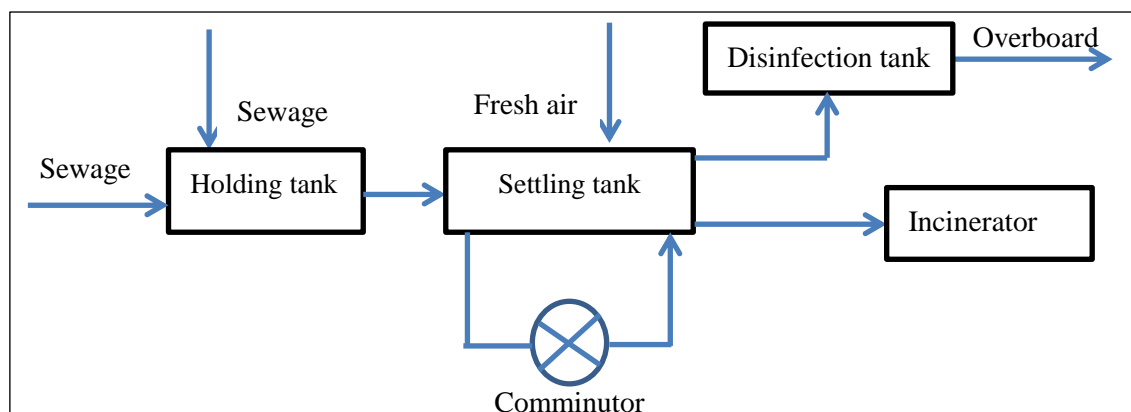 Overboard
Disinfection tank
Sewage
Fresh air
Sewage
Holding tank
Settling tank
Incinerator
Comminutor